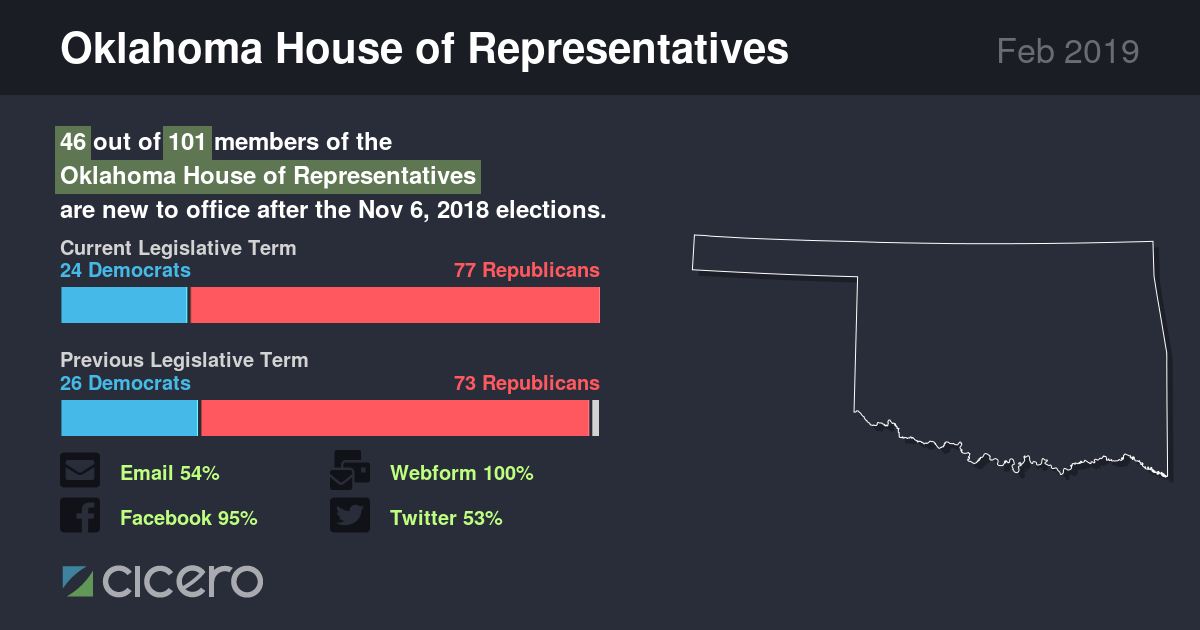 Oklahoma House of Representatives
Feb 2019
46 out of 101 members of the
Oklahoma House of Representatives
are new to office after the Nov 6, 2018 elections.
Current Legislative Term
24 Democrats 77 Republicans
Previous Legislative Term
26 Democrats 73 Republicans
Email 54% Webform 100%
Facebook 95% Twitter 53%
cicero